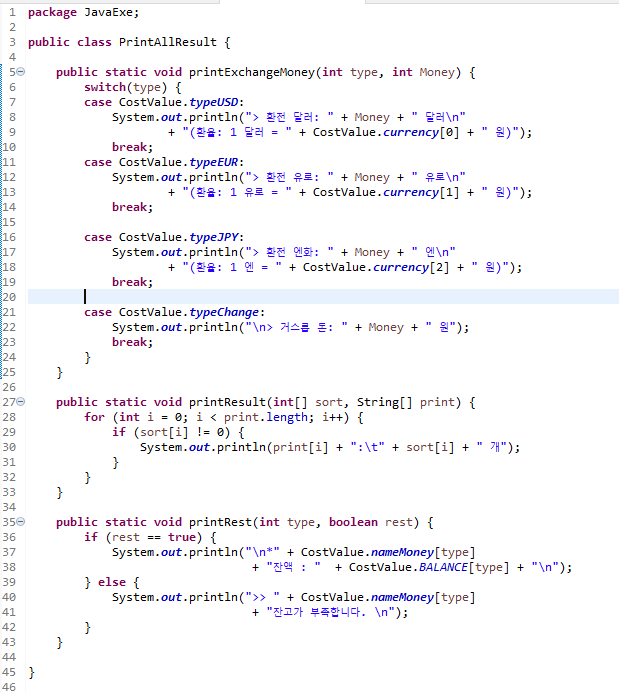 1 package JavaExe;
2
3 public class PrintAllResult {
4
5 public static void printExchangeMoney(int type, int Money) {
6 switch(type) {
7 case CostValue.typeUSD:
8 System.out.println("> 환전 달러: " + Money + " 달러\n"
9 + "(환율: 1 달러 = " + CostValue.currency[0] + " 원)");
10 break;
11 case CostValue.typeEUR:
12 System.out.println("> 환전 유로: " + Money + " 유로\n"
13 + "(환율: 1 유로 = " + CostValue.currency[1] + " 원)");
14 break;
15
16 case CostValue.typeJPY:
17 System.out.println("> 환전 엔화: " + Money + " 엔\n"
18 + "(환율: 1 엔 = " + CostValue.currency[2] + " 원)");
19 break;
20
21 case CostValue.typeChange:
22 System.out.println("\n> 거스름 돈: " + Money + " 원");
23 break;
24 }
25 }
26
27 public static void printResult(int[] sort, String[] print) {
28 for (int i = 0; i < print.length; i++) {
29 if (sort[i] != 0) {
30 System.out.println(print[i] + ":\t" + sort[i] + " 개");
31 }
32 }
33 }
34
35 public static void printRest(int type, boolean rest) {
36 if (rest == true) {
37 System.out.println("\n*" + CostValue.nameMoney[type]
38 + "잔액 : " + CostValue.BALANCE[type] + "\n");
39 } else {
40 System.out.println(">> " + CostValue.nameMoney[type]
41 + "잔고가 부족합니다. \n");
42 }
43 }
44
45 }
46